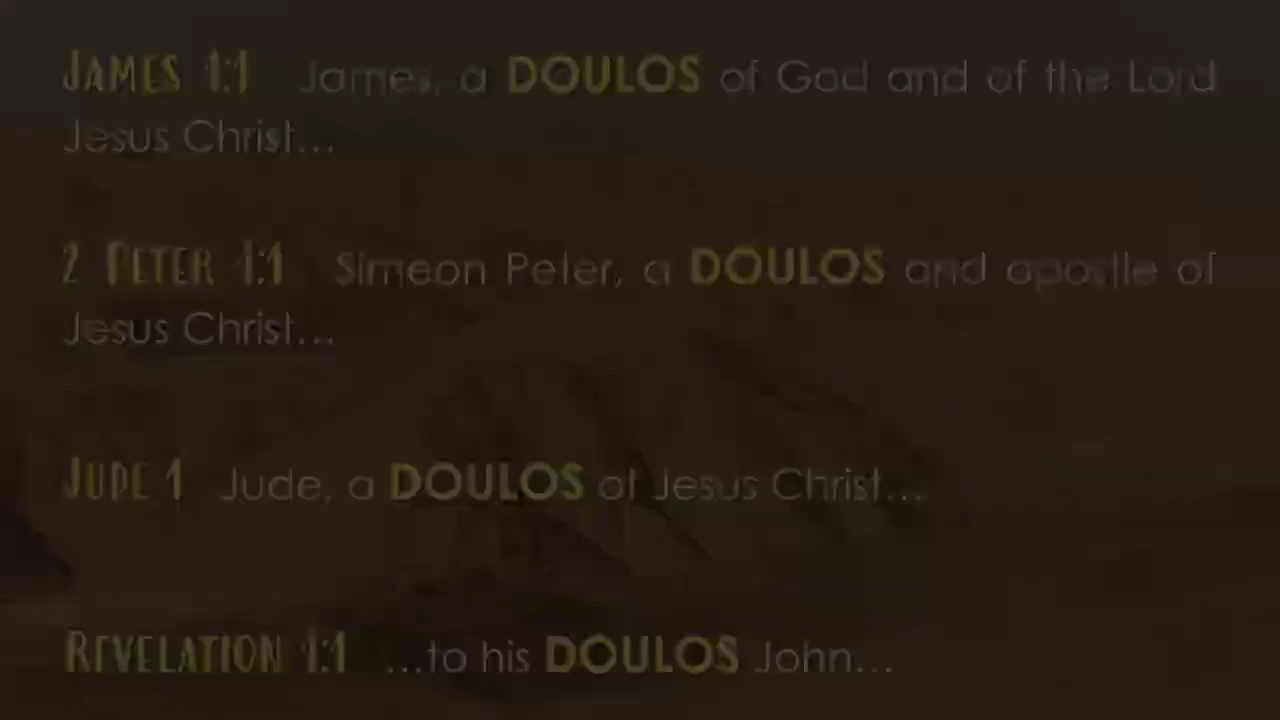 JAMES 1:1 James, a DOULOS of God and of the Lord
Jesus Christ...
2 PETER 1:1 Simeon Peter, a DOULOS and apostle of
Jesus Christ...
JUDE 1 Jude, a DOULOS of Jesus Christ...
REVELATION 1:1 ...to his DOULOS John...